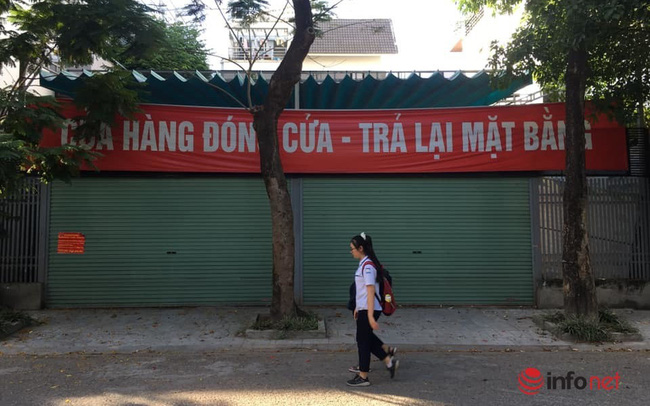 CỬA HÀNG ĐÓNG CỬA - TRẢ LẠI MẶT BẰNG
infonet